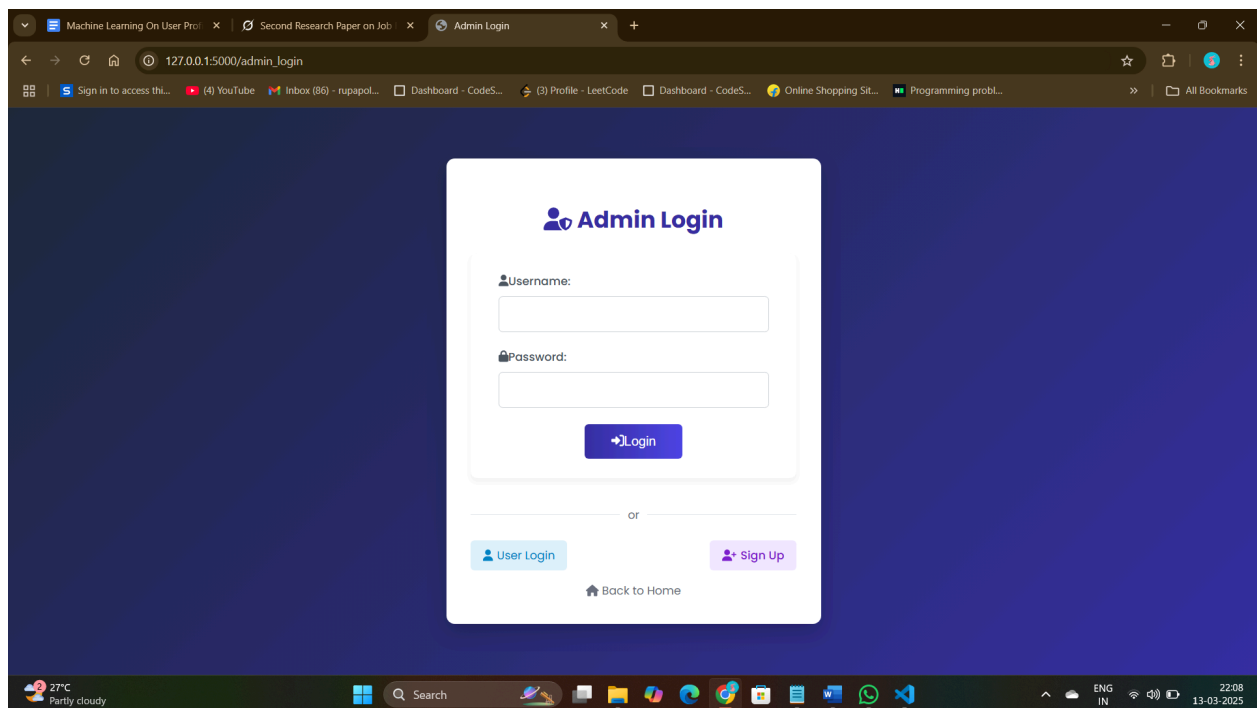 Machine Learning On User Prof
Second Research Paper on Job
Admin Login
127.0.0.1:5000/admin_login
Sign in to access thi...
(4) YouTube
Inbox (86) - rupapol...
Dashboard - CodeS...
(3) Profile - LeetCode
Dashboard - CodeS...
Online Shopping Sit...
Programming probl...
All Bookmarks
Admin Login
Username:
Password:
Login
or
User Login
Sign Up
Back to Home
2
27°C
Partly cloudy
Search
ENG
IN
22:08
13-03-2025